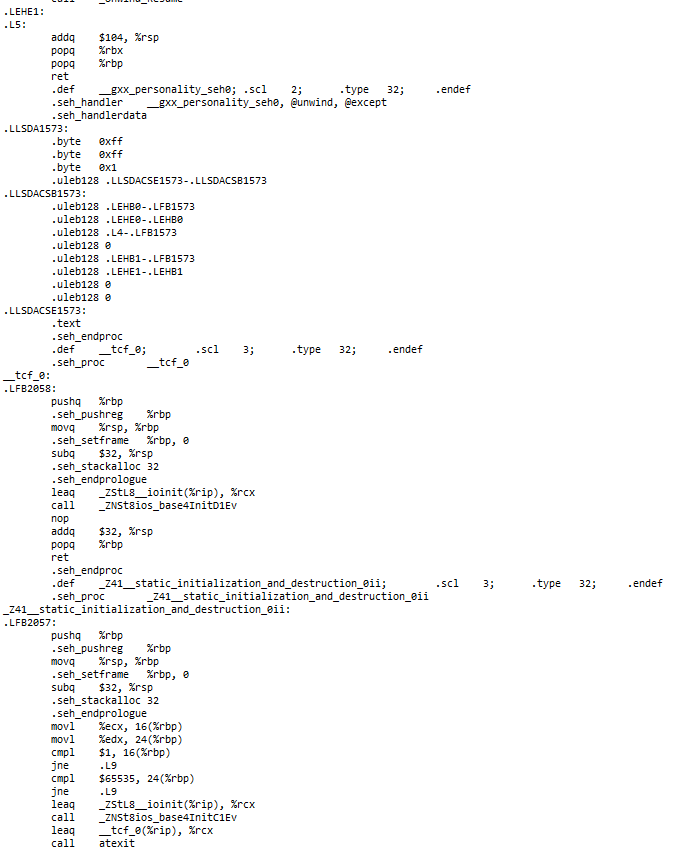 call _Unwind_Resume
.LEHE1:
.L5:
addq $104, %rsp
popq %rbx
popq %rbp
ret
.def __gxx_personality_seh0; .scl 2; .type 32; .endef
.seh_handler __gxx_personality_seh0, @unwind, @except
.seh_handlerdata
.LLSDA1573:
.byte 0xff
.byte 0xff
.byte 0x1
.uleb128 .LLSDACSE1573-.LLSDACSB1573
.LLSDACSB1573:
.uleb128 .LEHB0-.LFB1573
.uleb128 .LEHE0-.LEHB0
.uleb128 .L4-.LFB1573
.uleb128 0
.uleb128 .LEHB1-.LFB1573
.uleb128 .LEHE1-.LEHB1
.uleb128 0
.uleb128 0
.LLSDACSE1573:
.text
.seh_endproc
.def __tcf_0; .scl 3; .type 32; .endef
.seh_proc __tcf_0
__tcf_0:
.LFB2058:
pushq %rbp
.seh_pushreg %rbp
movq %rsp, %rbp
.seh_setframe %rbp, 0
subq $32, %rsp
.seh_stackalloc 32
.seh_endprologue
leaq _ZStL8__ioinit(%rip), %rcx
call _ZNSt8ios_base4InitD1Ev
nop
addq $32, %rsp
popq %rbp
ret
.seh_endproc
.def _Z41__static_initialization_and_destruction_0ii; .scl 3; .type 32; .endef
.seh_proc _Z41__static_initialization_and_destruction_0ii
_Z41__static_initialization_and_destruction_0ii:
.LFB2057:
pushq %rbp
.seh_pushreg %rbp
movq %rsp, %rbp
.seh_setframe %rbp, 0
subq $32, %rsp
.seh_stackalloc 32
.seh_endprologue
movl %ecx, 16(%rbp)
movl %edx, 24(%rbp)
cmpl $1, 16(%rbp)
jne .L9
cmpl $65535, 24(%rbp)
jne .L9
leaq _ZStL8__ioinit(%rip), %rcx
call _ZNSt8ios_base4InitC1Ev
leaq __tcf_0(%rip), %rcx
call atexit